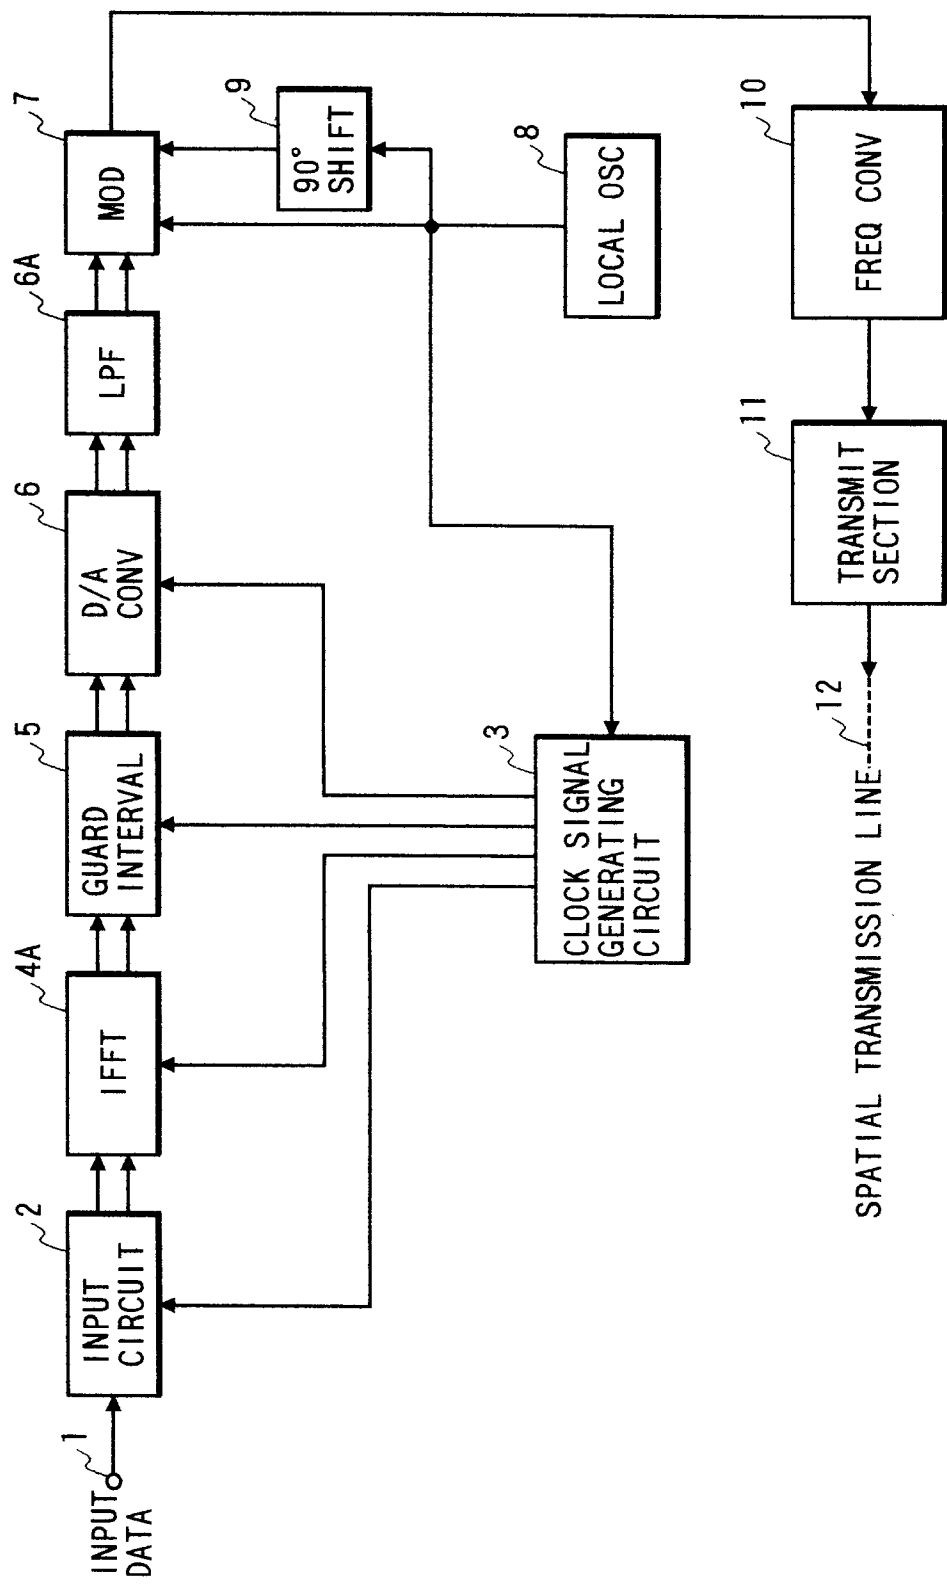 INPUT
DATA
1
INPUT
CIRCUIT
2
IFFT
4A
GUARD
INTERVAL
5
D/A
CONV
6
LPF
6A
MOD
7
90°
SHIFT
9
LOCAL OSC
8
CLOCK SIGNAL
GENERATING
CIRCUIT
3
FREQ CONV
10
TRANSMIT
SECTION
11
SPATIAL TRANSMISSION LINE
12